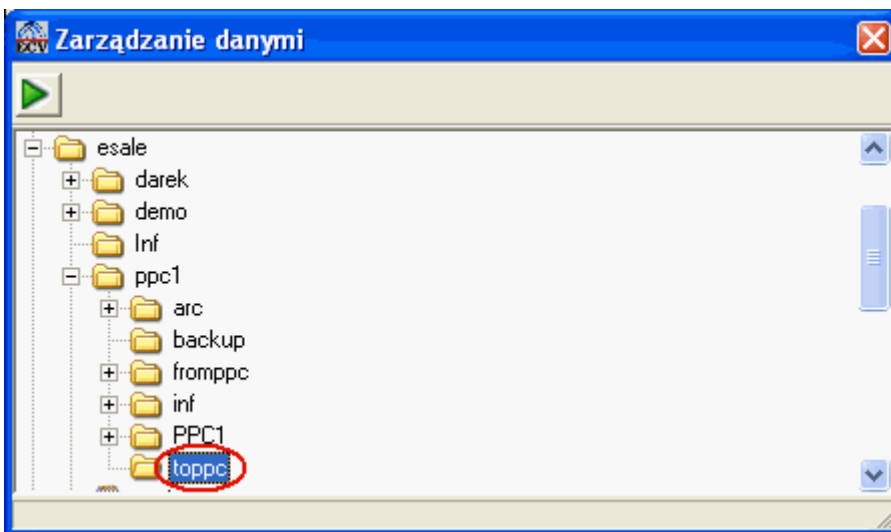 Zarządzanie danymi
esale
darek
demo
Inf
ppc1
arc
backup
fromppc
inf
PPC1
toppc